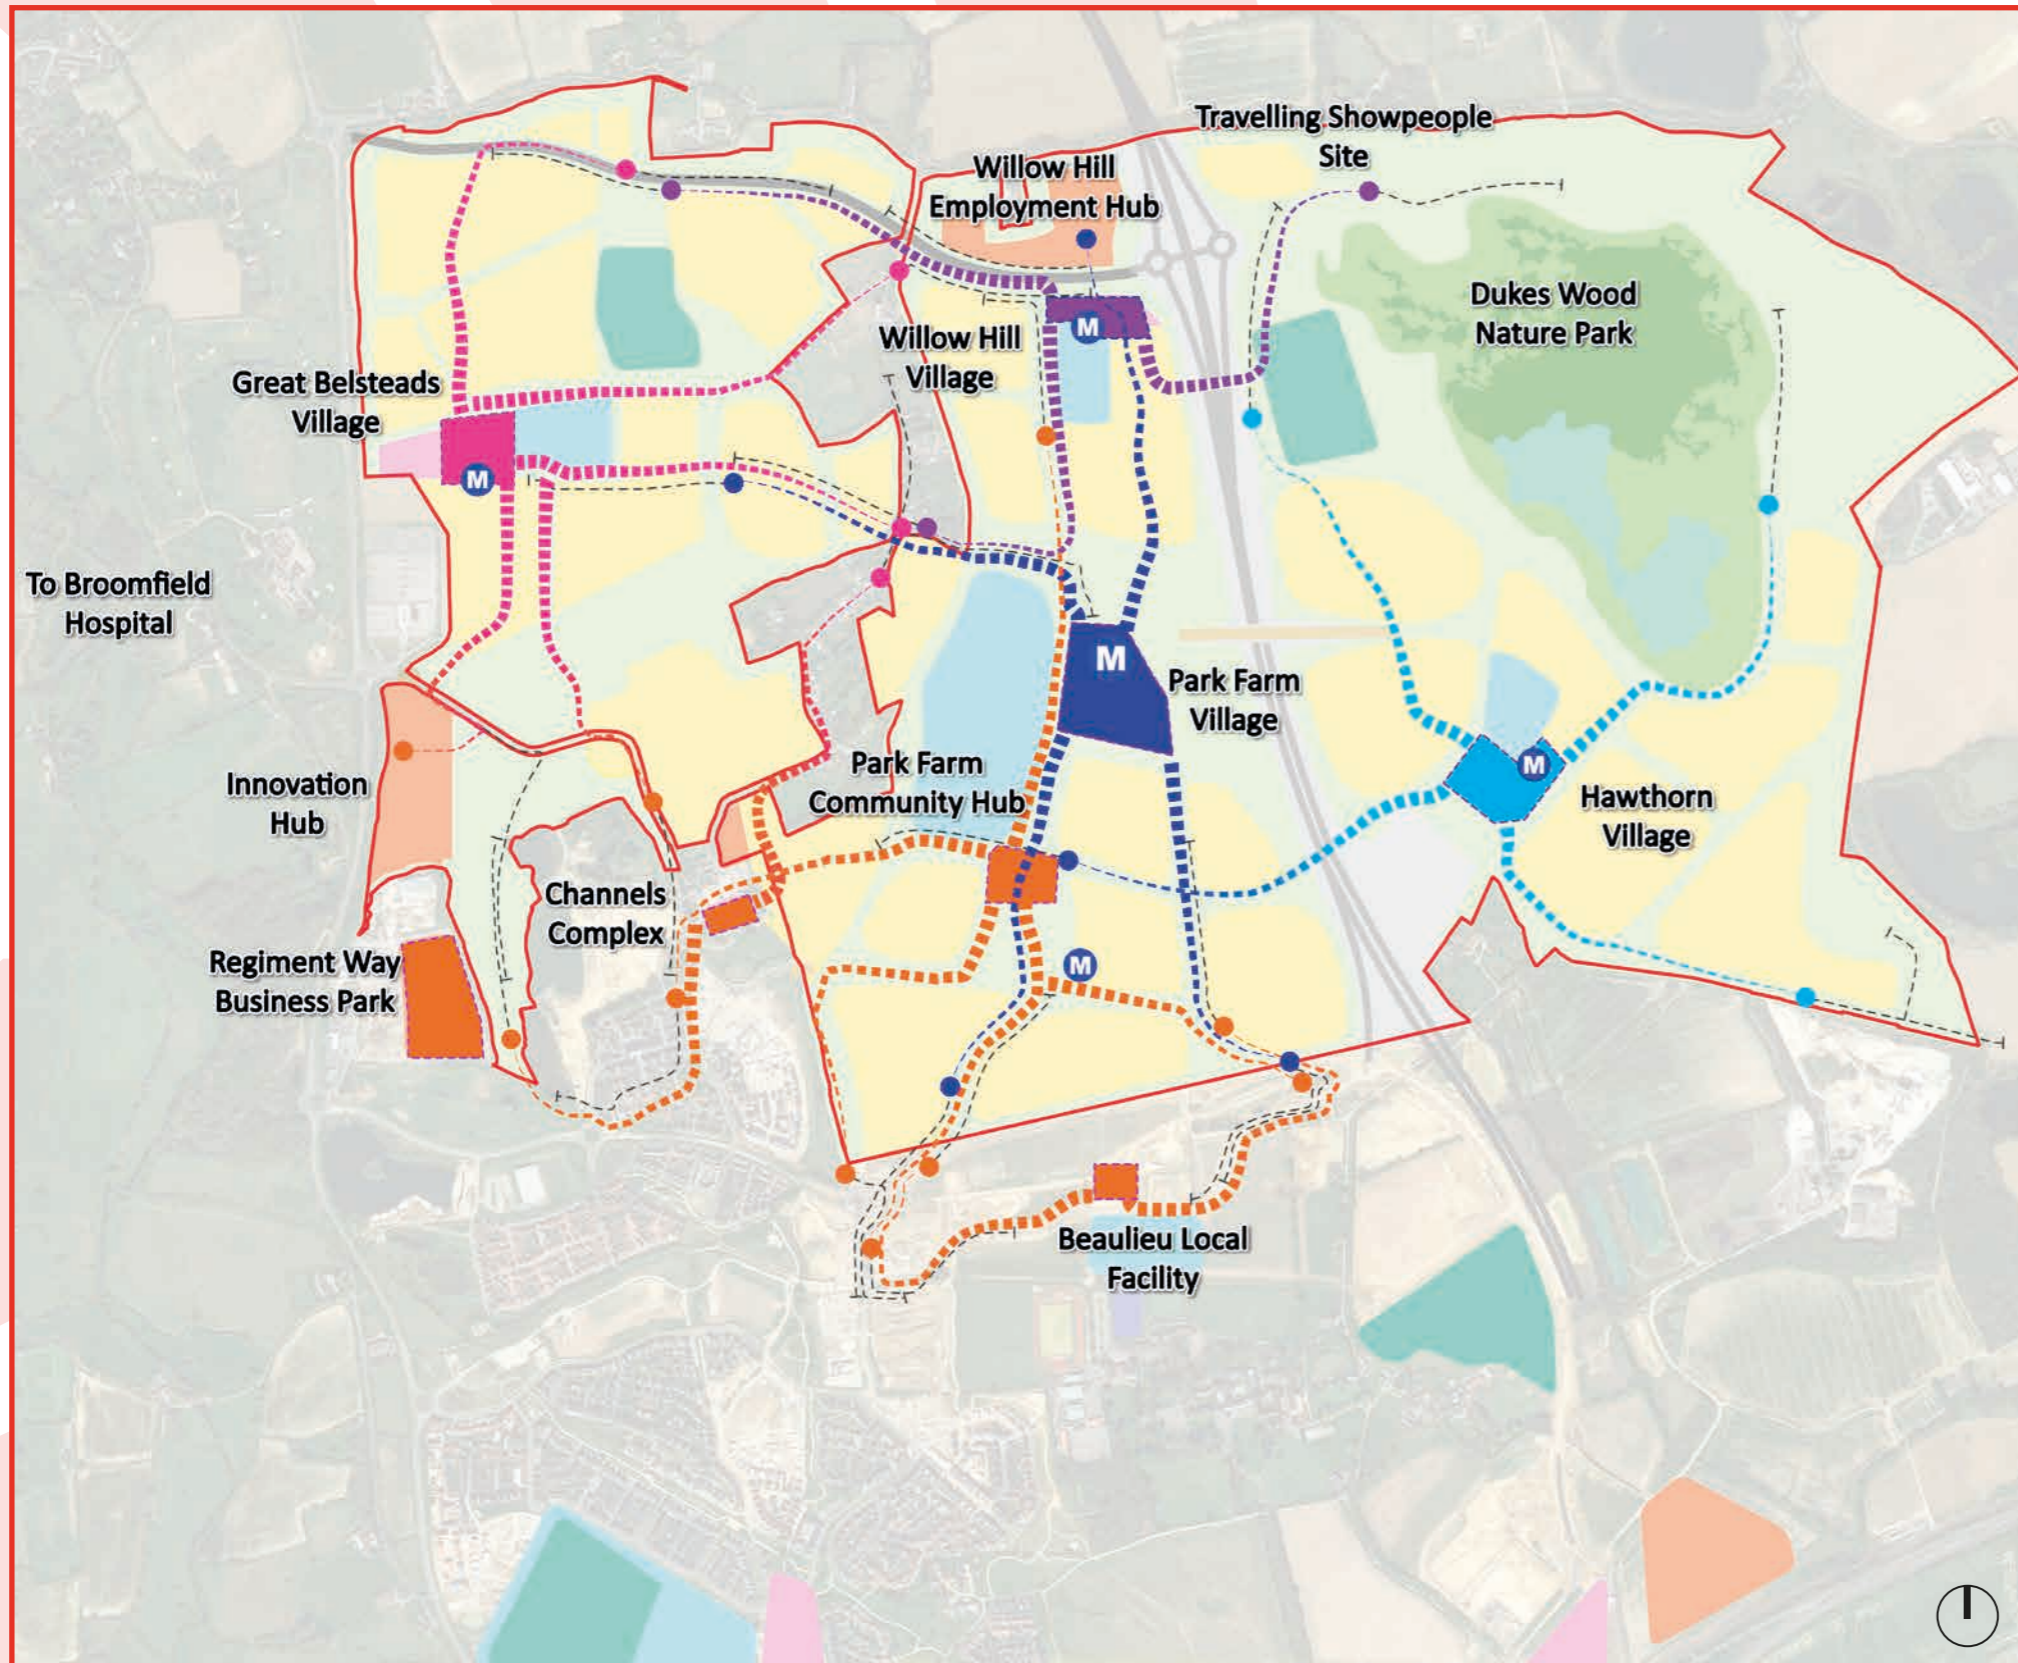 Travelling Showpeople
Site
Willow Hill
Employment Hub
Dukes Wood
Nature Park
M
Willow Hill
Village
Great Belsteads
Village
M
To Broomfield
Hospital
M
Park Farm
Village
Innovation
Hub
Park Farm
Community Hub
M
Hawthorn
Village
Channels
Complex
Regiment Way
Business Park
M
Beaulieu Local
Facility